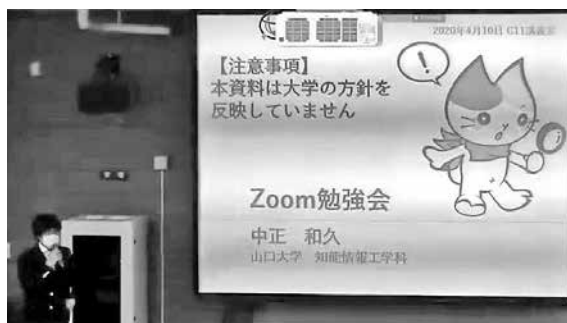 2020年4月10日 C11講義室
【注意事項】
本資料は大学の方針を
反映していません
!
Zoom勉強会
中正 和久
山口大学 知能情報工学科